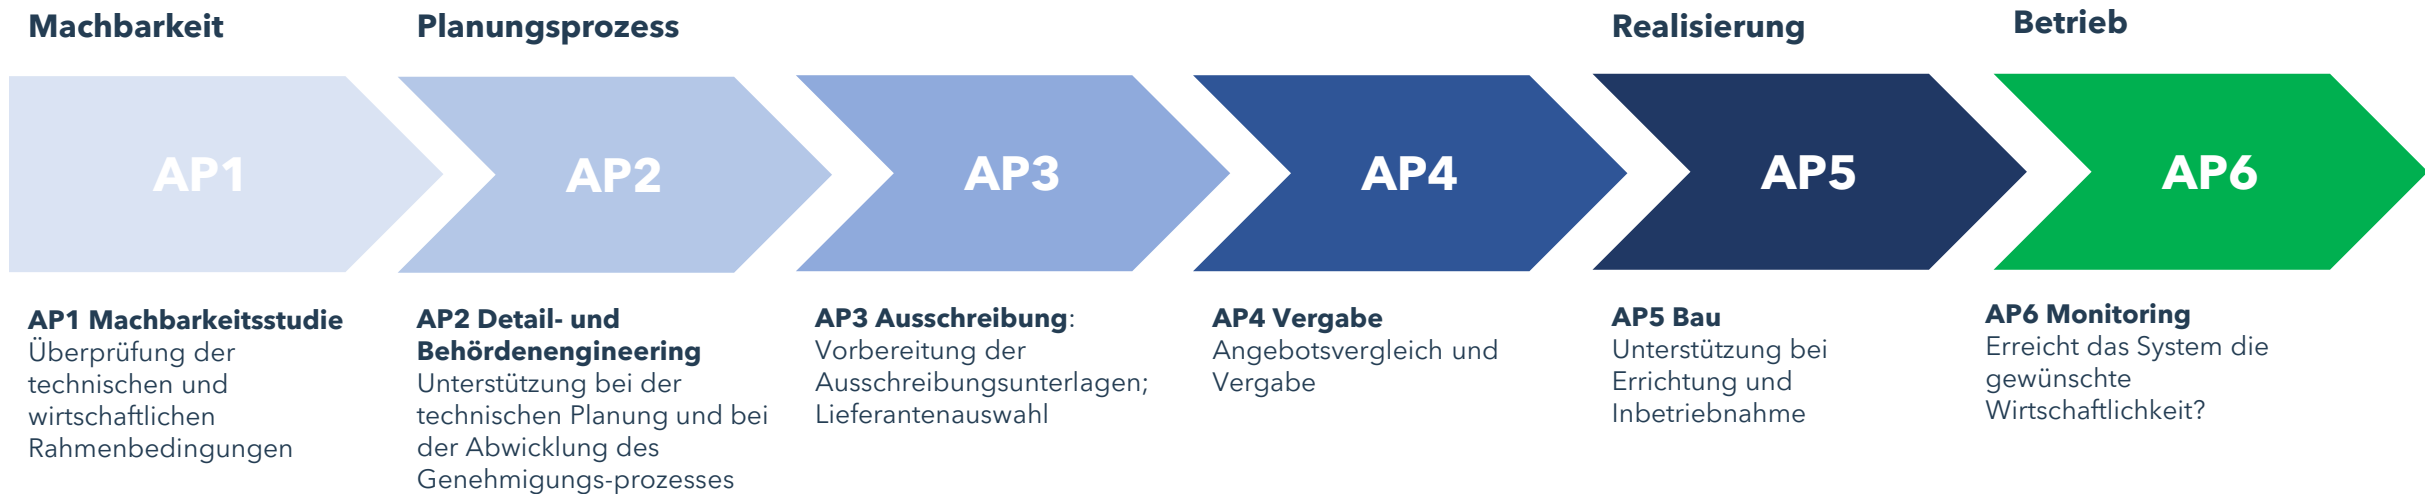 Machbarkeit
Planungsprozess
Realisierung
Betrieb
AP1
AP2
AP3
AP4
AP5
AP6
AP1 Machbarkeitsstudie
Überprüfung der
technischen und
wirtschaftlichen
Rahmenbedingungen
AP2 Detail- und
Behördenengineering
Unterstützung bei der
technischen Planung und bei
der Abwicklung des
Genehmigungs-prozesses
AP3 Ausschreibung:
Vorbereitung der
Ausschreibungsunterlagen;
Lieferantenauswahl
AP4 Vergabe
Angebotsvergleich und
Vergabe
AP5 Bau
Unterstützung bei
Errichtung und
Inbetriebnahme
AP6 Monitoring
Erreicht das System die
gewünschte
Wirtschaftlichkeit?